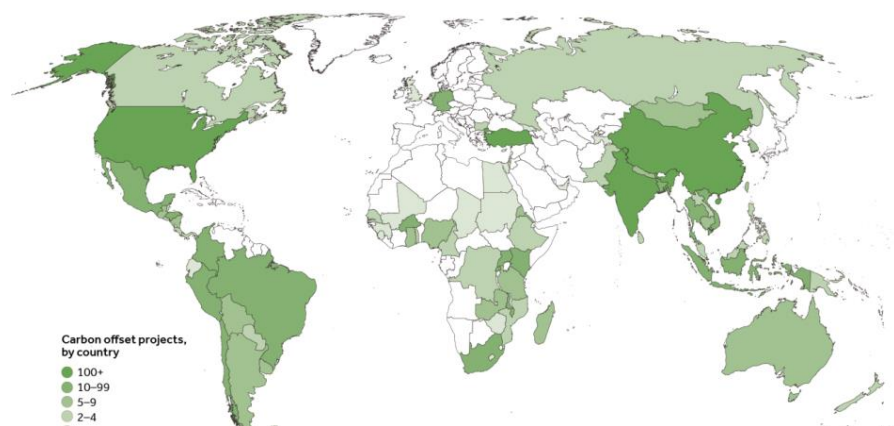 Carbon offset projects,
by country
100+
10–99
5–9
2–4